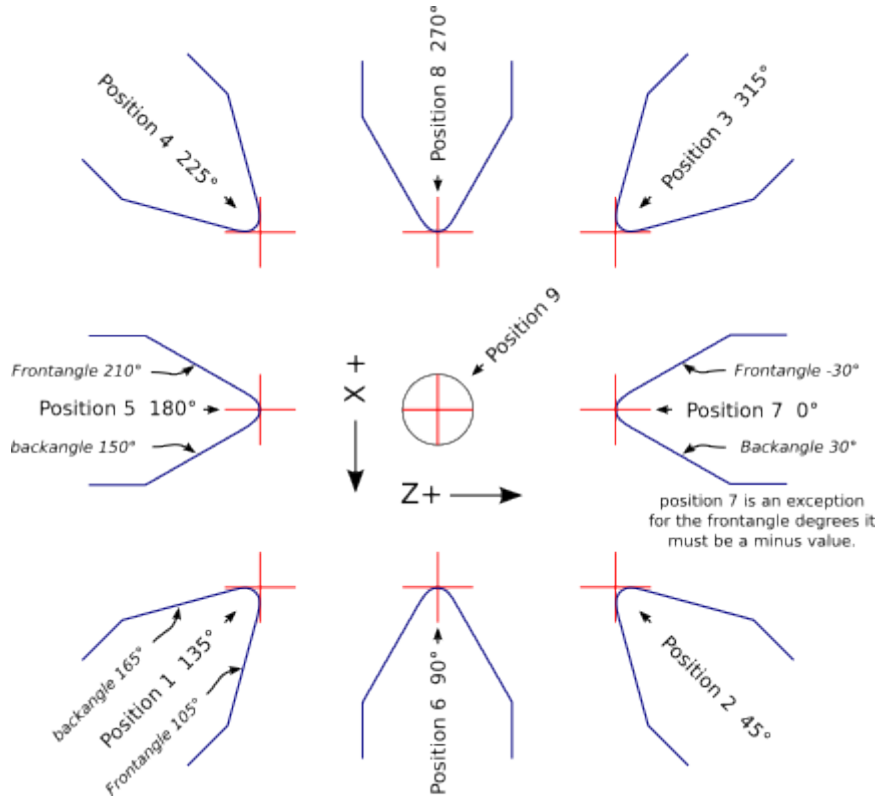 Position 4 225°
Position 8 270°
Position 3 315°
Frontangle 210°
Position 5 180°
backangle 150°
X +
Z+
Position 9
Frontangle -30°
Position 7 0°
Backangle 30°
position 7 is an exception
for the frontangle degrees it
must be a minus value.
backangle 165°
Position 1 135°
Frontangle 105°
Position 6 90°
Position 2 45°